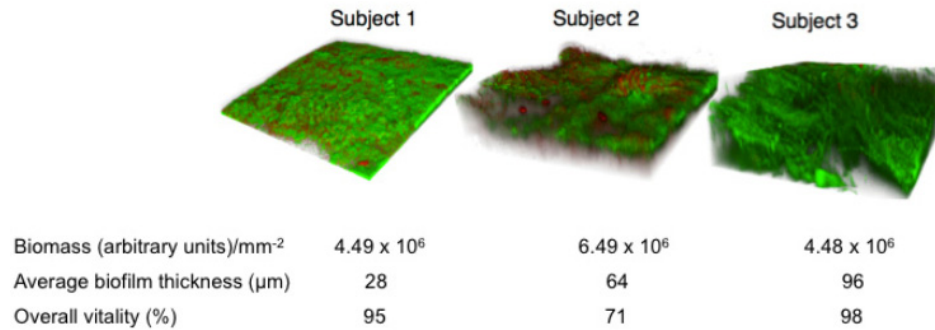 Subject 1 Subject 2 Subject 3
Biomass (arbitrary units)/mm⁻² 4.49 x 10⁶ 6.49 x 10⁶ 4.48 x 10⁶
Average biofilm thickness (µm) 28 64 96
Overall vitality (%) 95 71 98